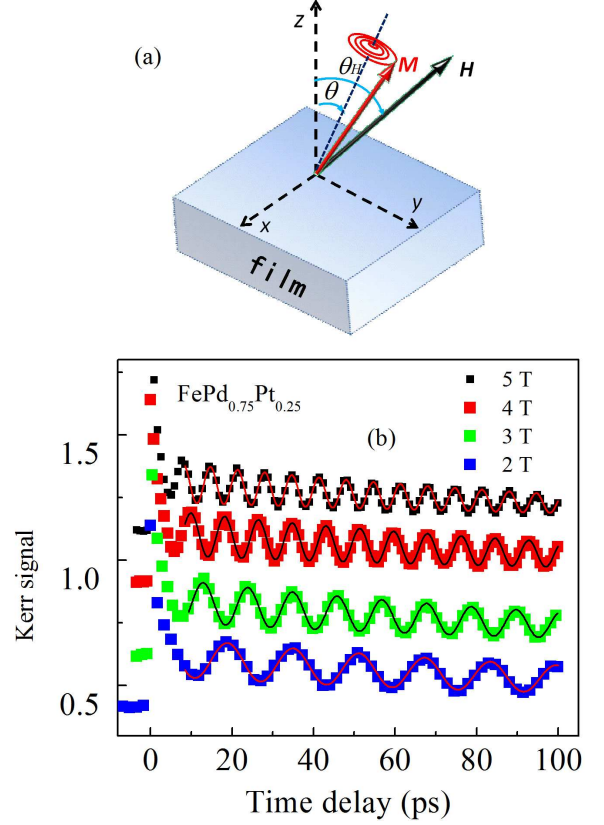 (a)
z
M
H
θ_H
θ
x
y
film
FePd0.75Pt0.25
(b)
5 T
4 T
3 T
2 T
1.5
1.0
0.5
Kerr signal
0 20 40 60 80 100
Time delay (ps)